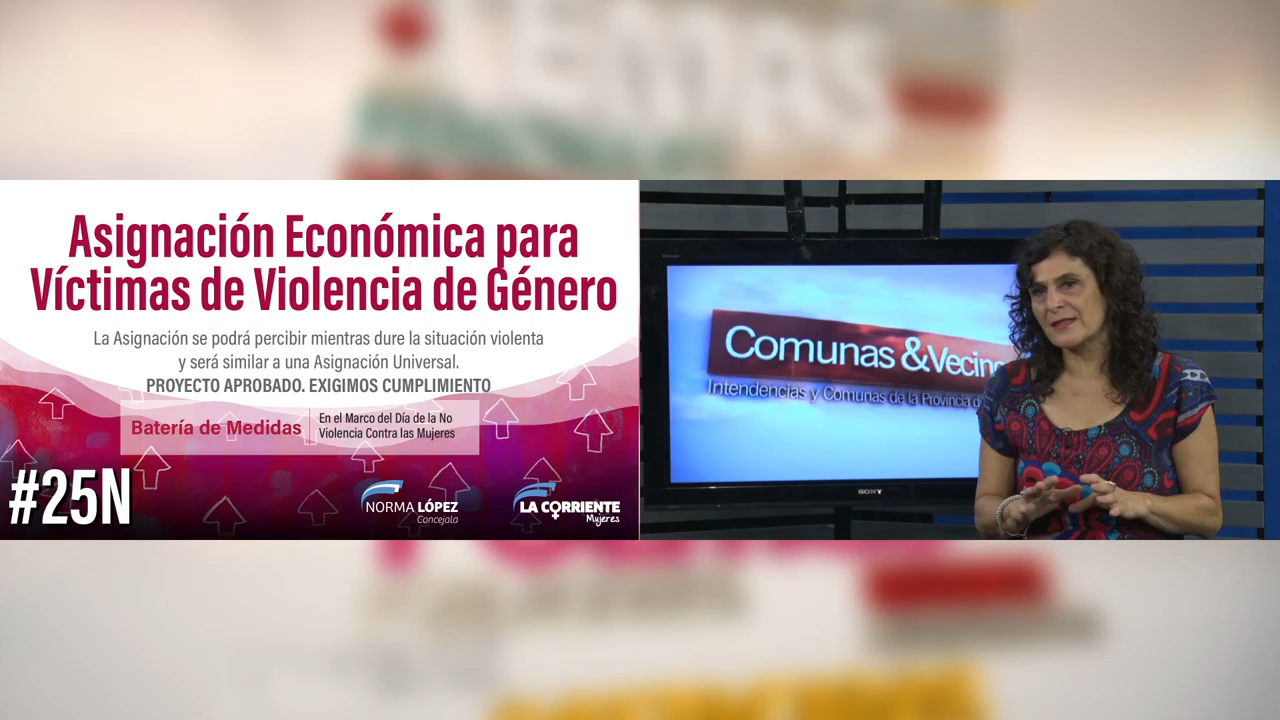 Asignación Económica para
Víctimas de Violencia de Género
La Asignación se podrá percibir mientras dure la situación violenta
y será similar a una Asignación Universal.
PROYECTO APROBADO. EXIGIMOS CUMPLIMIENTO
Batería de Medidas
En el Marco del Día de la No
Violencia Contra las Mujeres
#25N
NORMA LÓPEZ
Concejala
LA CORRIENTE
Mujeres
Comunas &Vecino
Intendencias y Comunas de la Provincia d
SONY